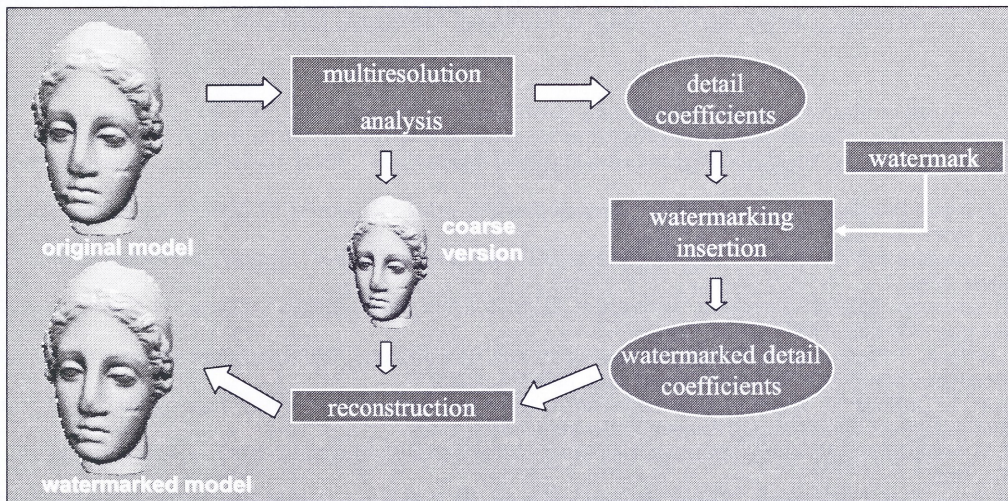 multiresolution
analysis
detail
coefficients
watermark
original model
coarse
version
watermarking
insertion
watermarked detail
coefficients
reconstruction
watermarked model